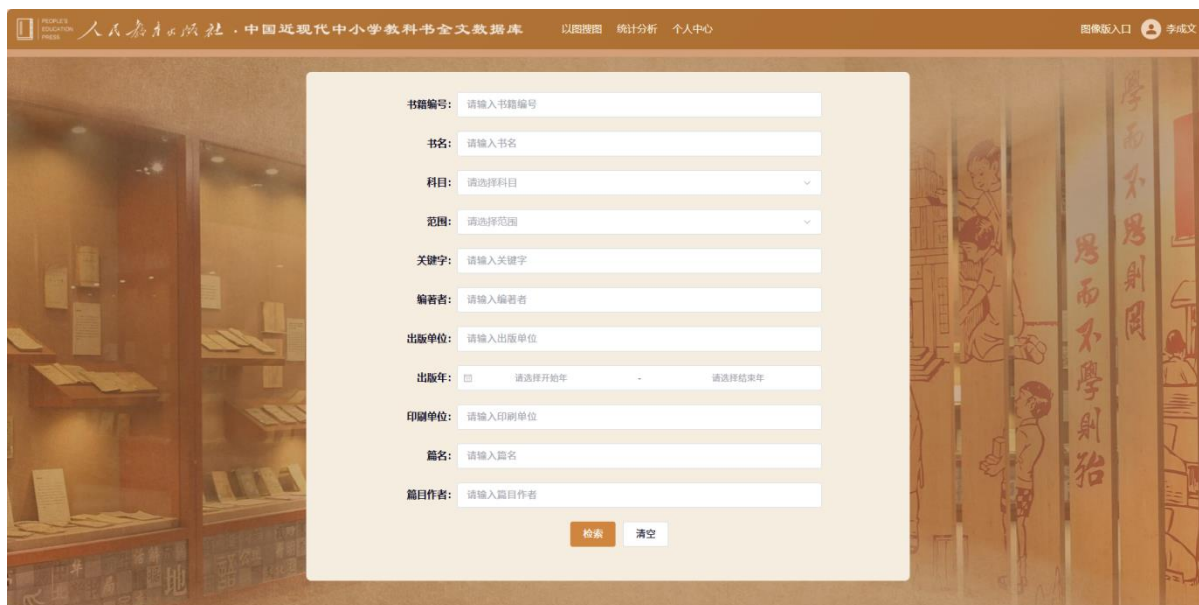 PEOPLE'S
EDUCATION
PRESS
人民教育出版社 · 中国近现代中小学教科书全文数据库 以图搜图 统计分析 个人中心 图像版入口 李成文
书籍编号: 请输入书籍编号
书名: 请输入书名
科目: 请选择科目
范围: 请选择范围
关键字: 请输入关键字
编著者: 请输入编著者
出版单位: 请输入出版单位
出版年: 请选择开始年 - 请选择结束年
印刷单位: 请输入印刷单位
篇名: 请输入篇名
篇目作者: 请输入篇目作者
检索 清空
學而不思則罔
思而不學則殆
地